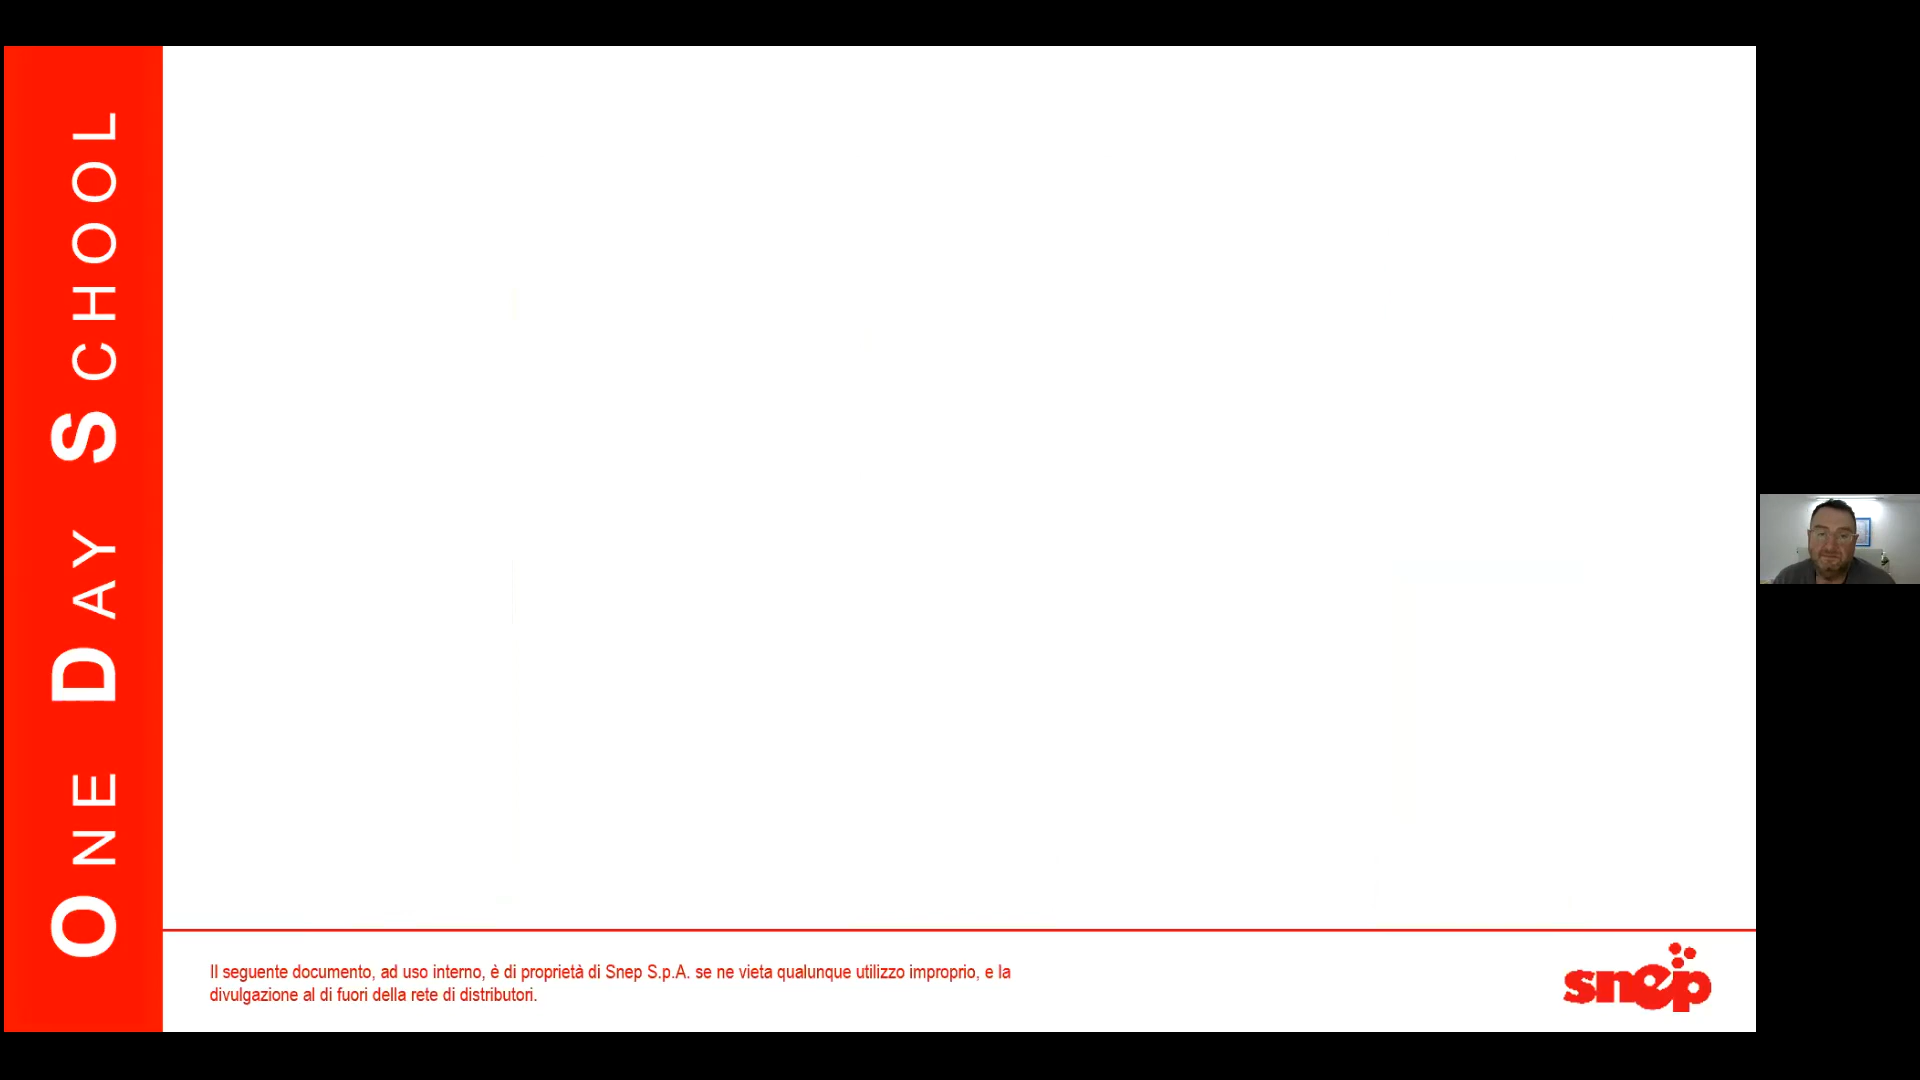 ONE DAY SCHOOL
Il seguente documento, ad uso interno, è di proprietà di Snep S.p.A. se ne vieta qualunque utilizzo improprio, e la
divulgazione al di fuori della rete di distributori.
snep